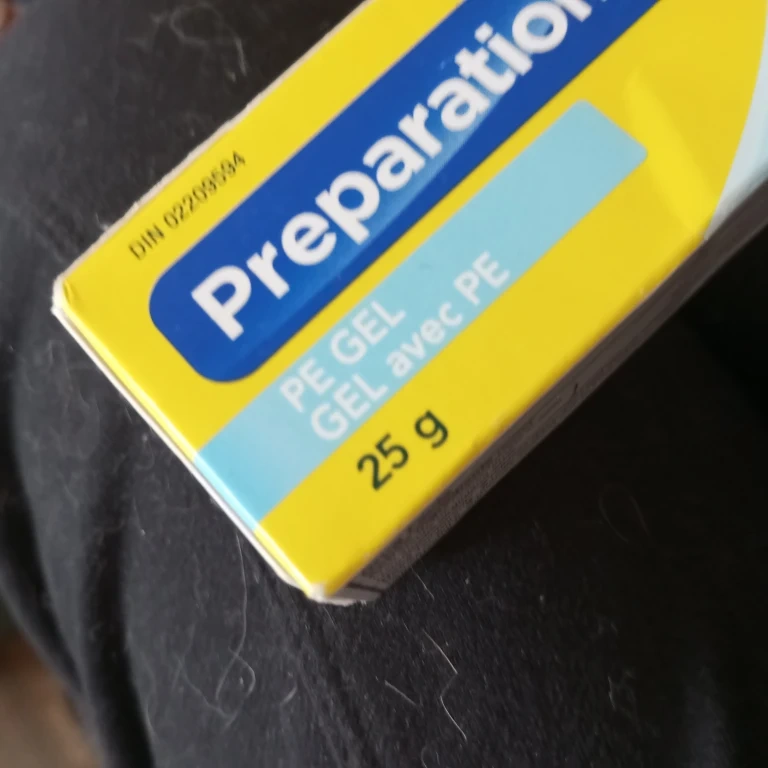 DIN 02209594
Preparation
PE GEL
GEL avec PE
25 g